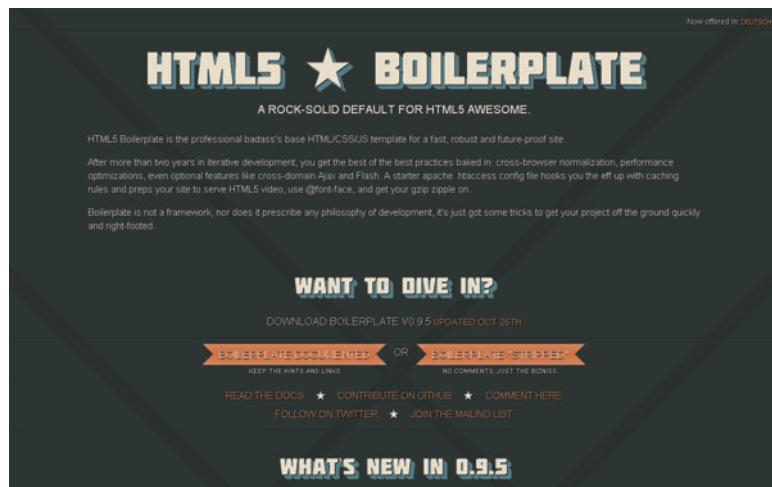 Now offered in: DEUTSCH
HTML5 ★ BOILERPLATE
A ROCK-SOLID DEFAULT FOR HTML5 AWESOME.
HTML5 Boilerplate is the professional badass's base HTML/CSS/JS template for a fast, robust and future-proof site.
After more than two years in iterative development, you get the best of the best practices baked in: cross-browser normalization, performance
optimizations, even optional features like cross-domain Ajax and Flash. A starter apache .htaccess config file hooks you the eff up with caching
rules and preps your site to serve HTML5 video, use @font-face, and get your gzip zipple on.
Boilerplate is not a framework, nor does it prescribe any philosophy of development, it's just got some tricks to get your project off the ground quickly
and right-footed.
WANT TO DIVE IN?
DOWNLOAD BOILERPLATE V0.9.5 UPDATED OCT 26TH
BOILERPLATE DOCUMENTED OR BOILERPLATE "STRIPPED"
KEEP THE HINTS AND LINKS NO COMMENTS, JUST THE BIZNISS.
READ THE DOCS ★ CONTRIBUTE ON GITHUB ★ COMMENT HERE
FOLLOW ON TWITTER ★ JOIN THE MAILING LIST
WHAT'S NEW IN 0.9.5